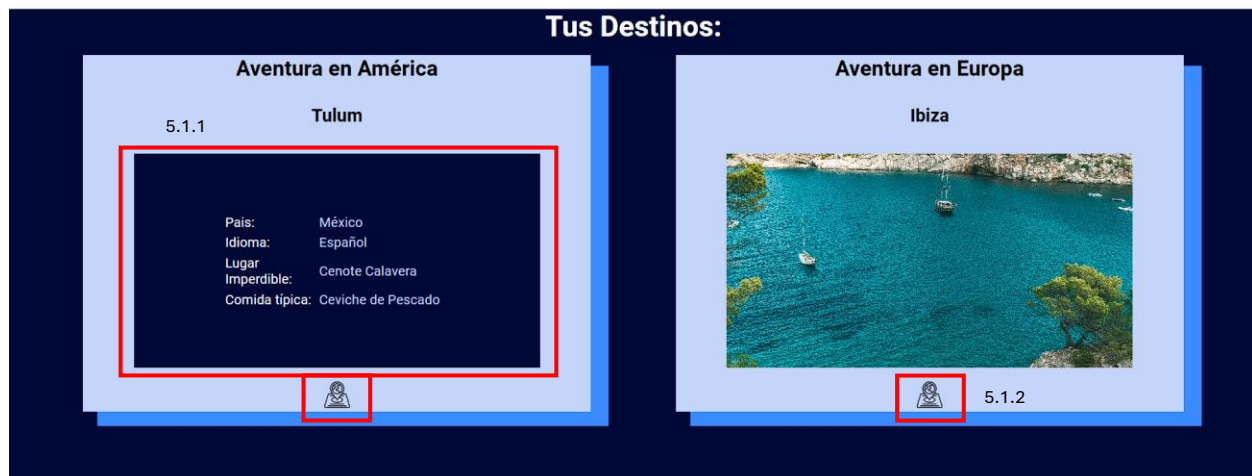 Tus Destinos:
Aventura en América
Tulum
5.1.1
Pais: México
Idioma: Español
Lugar
Imperdible: Cenote Calavera
Comida típica: Ceviche de Pescado
Aventura en Europa
Ibiza
5.1.2